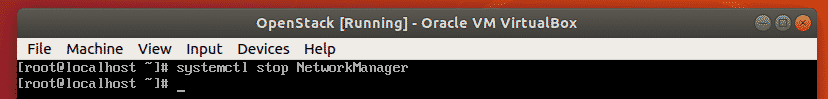 OpenStack [Running] - Oracle VM VirtualBox
File Machine View Input Devices Help
[root@localhost ~]# systemctl stop NetworkManager
[root@localhost ~]# _